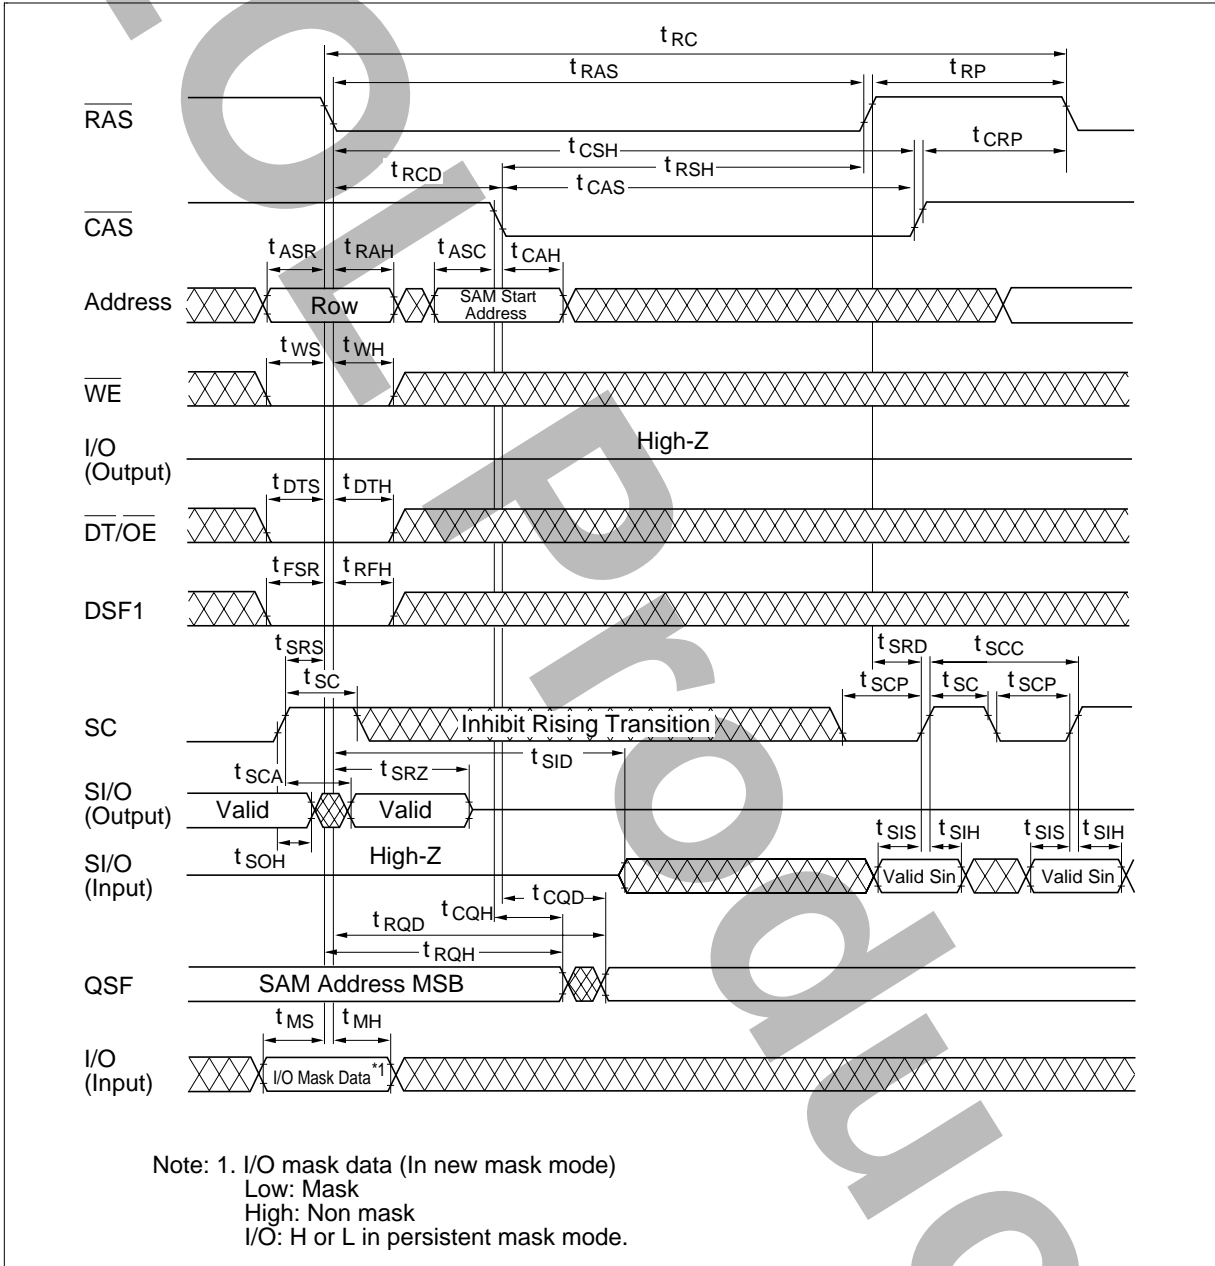 t RC
t RAS
t RP
RAS
t CSH
t CRP
t RCD
t RSH
t CAS
CAS
t ASR
t RAH
t ASC
t CAH
Address
Row
SAM Start
Address
t WS
t WH
WE
I/O
(Output)
High-Z
t DTS
t DTH
DT/OE
t FSR
t RFH
DSF1
t SRS
t SRD
t SCC
t SC
t SCP
t SC
t SCP
SC
Inhibit Rising Transition
t SID
t SCA
t SRZ
SI/O
(Output)
Valid
Valid
t SOH
High-Z
t SIS
t SIH
t SIS
t SIH
SI/O
(Input)
Valid Sin
Valid Sin
t CQD
t CQH
t RQD
t RQH
QSF
SAM Address MSB
t MS
t MH
I/O
(Input)
I/O Mask Data*1
Note: 1. I/O mask data (In new mask mode)
Low: Mask
High: Non mask
I/O: H or L in persistent mask mode.
OL Produc